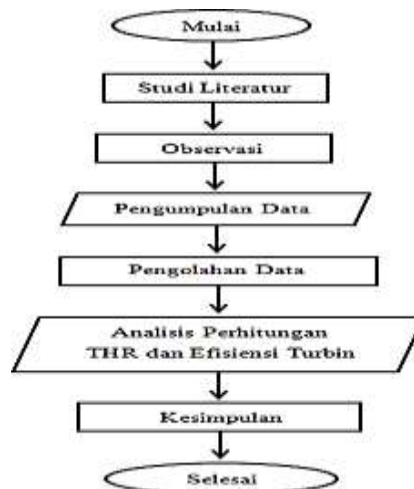 Mulai
Studi Literatur
Observasi
Pengumpulan Data
Pengolahan Data
Analisis Perhitungan
THR dan Efisiensi Turbin
Kesimpulan
Selesai